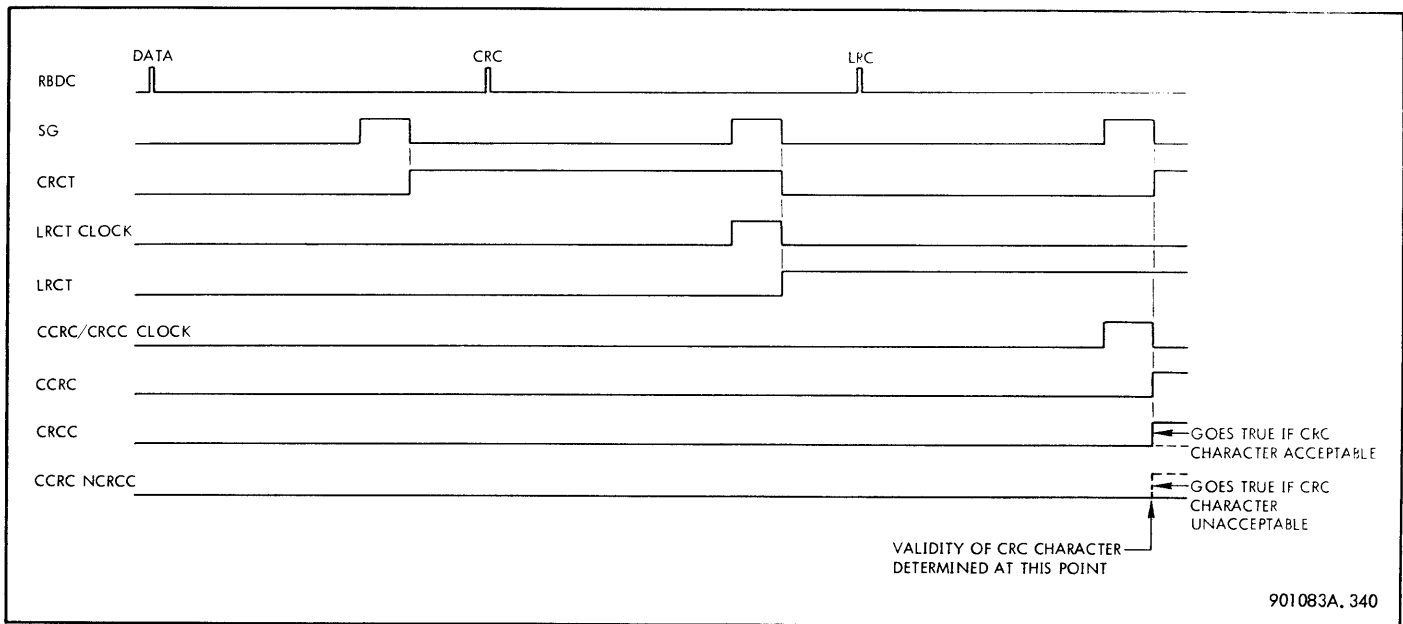 DATA CRC LRC
RBDC
SG
CRCT
LRCT CLOCK
LRCT
CCRC/CRCC CLOCK
CCRC
CRCC
GOES TRUE IF CRC
CHARACTER ACCEPTABLE
CCRC NCRCC
GOES TRUE IF CRC
CHARACTER
UNACCEPTABLE
VALIDITY OF CRC CHARACTER
DETERMINED AT THIS POINT
901083A.340